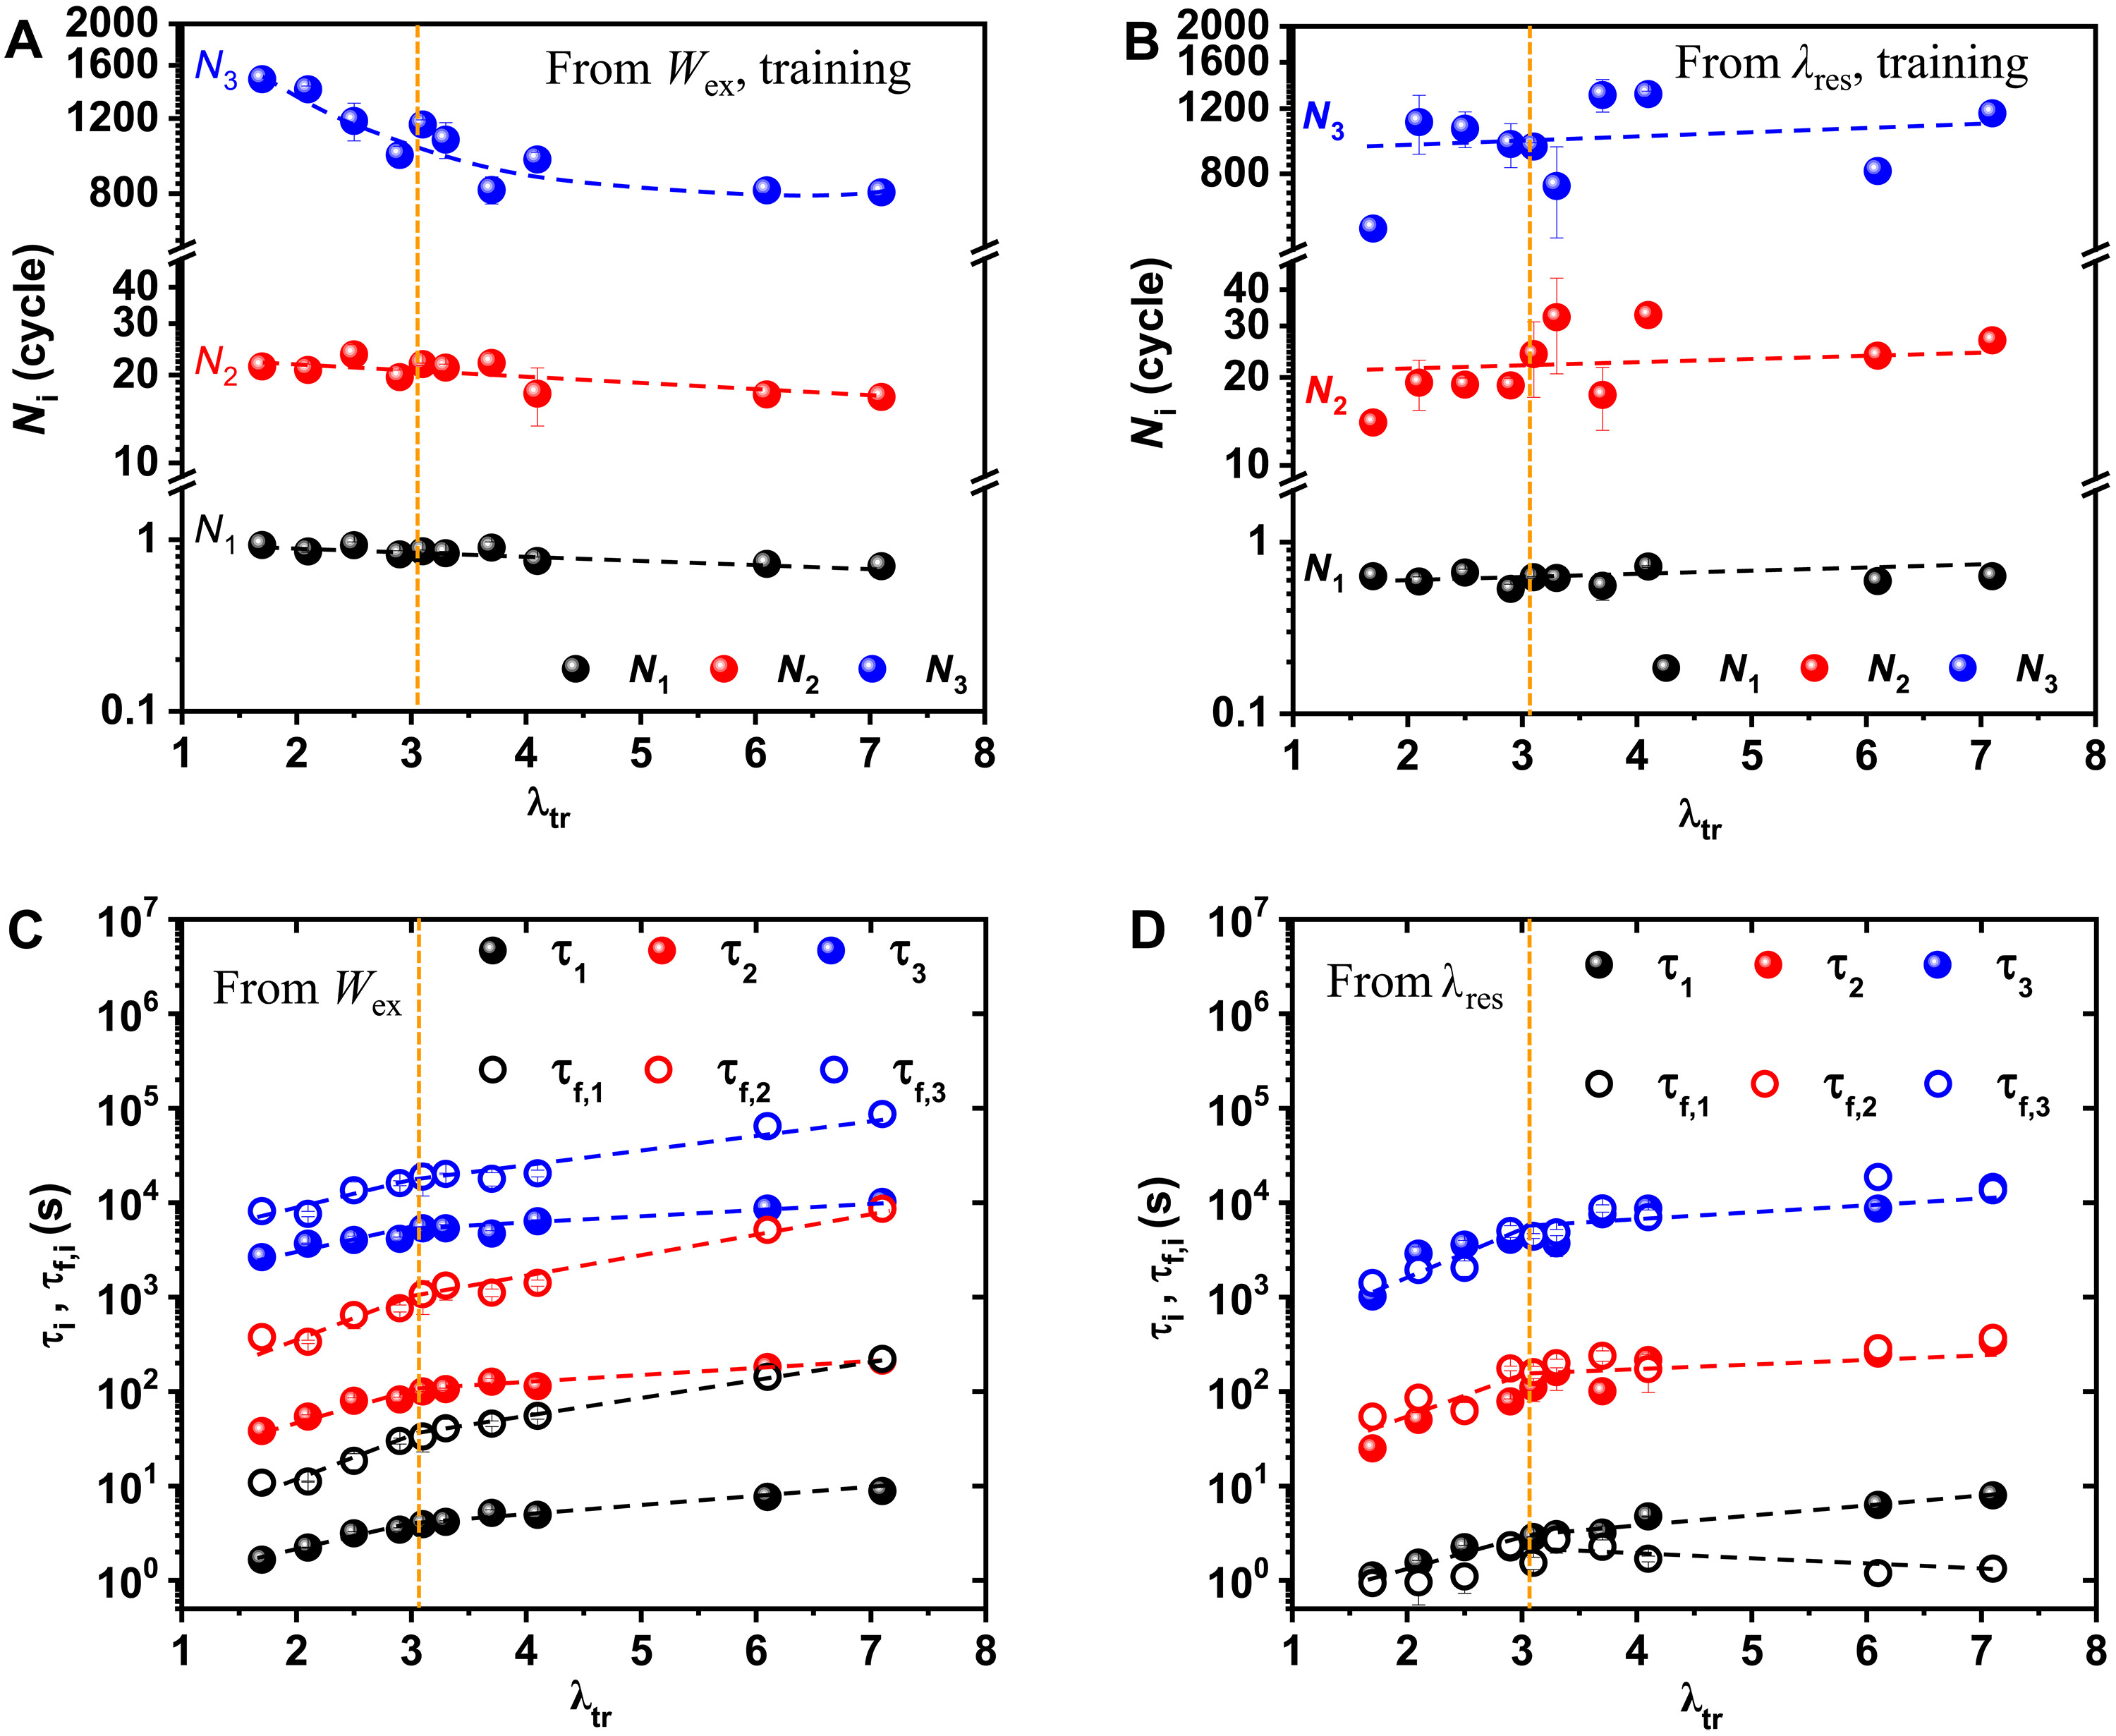 A
From Wex, training
2000
1600
1200
800
40
30
20
10
1
0.1
Ni (cycle)
N3
N2
N1
N1 N2 N3
1 2 3 4 5 6 7 8
λtr
B
From λres, training
2000
1600
1200
800
40
30
20
10
1
0.1
Ni (cycle)
N3
N2
N1
N1 N2 N3
1 2 3 4 5 6 7 8
λtr
C
From Wex
τ1 τ2 τ3
τf,1 τf,2 τf,3
10^7
10^6
10^5
10^4
10^3
10^2
10^1
10^0
τi , τf,i (s)
1 2 3 4 5 6 7 8
λtr
D
From λres
τ1 τ2 τ3
τf,1 τf,2 τf,3
10^7
10^6
10^5
10^4
10^3
10^2
10^1
10^0
τi , τf,i (s)
1 2 3 4 5 6 7 8
λtr